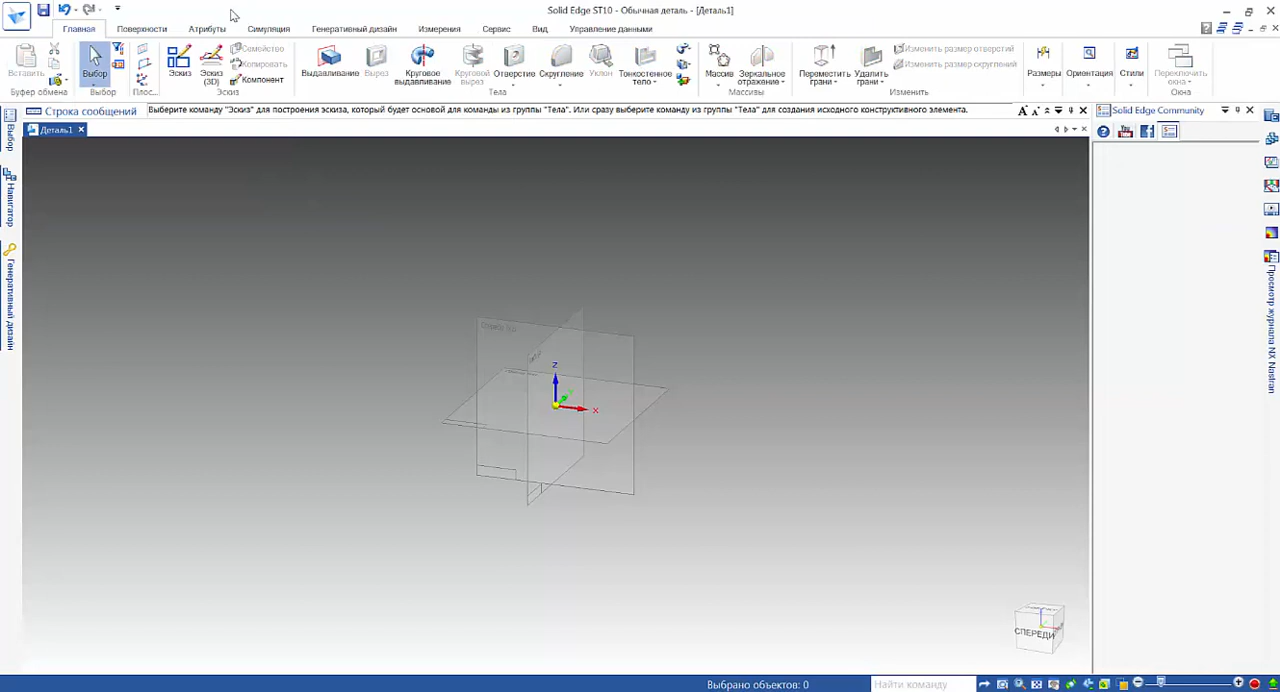 Solid Edge ST10 - Обычная деталь - [Деталь1]
Главная Поверхности Атрибуты Симуляция Генеративный дизайн Измерения Сервис Вид Управление данными
Вставить
Буфер обмена
Выбор
Выбор
Плос...
Эскиз
Эскиз (3D)
Семейство
Копировать
Компонент
Эскиз
Выдавливание
Вырез
Круговое выдавливание
Круговой вырез
Отверстие
Скругление
Уклон
Тонкостенное тело
Тела
Массив
Зеркальное отражение
Массивы
Переместить грани
Удалить грани
Изменить размер отверстий
Изменить размер скруглений
Изменить
Размеры
Ориентация
Стили
Переключить окна
Окна
Строка сообщений
Выберите команду "Эскиз" для построения эскиза, который будет основой для команды из группы "Тела". Или сразу выберите команду из группы "Тела" для создания исходного конструктивного элемента.
Solid Edge Community
Деталь1
Выбор
Навигатор
Генеративный дизайн
Просмотр журнала NX Nastran
Z
X
СПЕРЕДИ
Выбрано объектов: 0
Найти команду